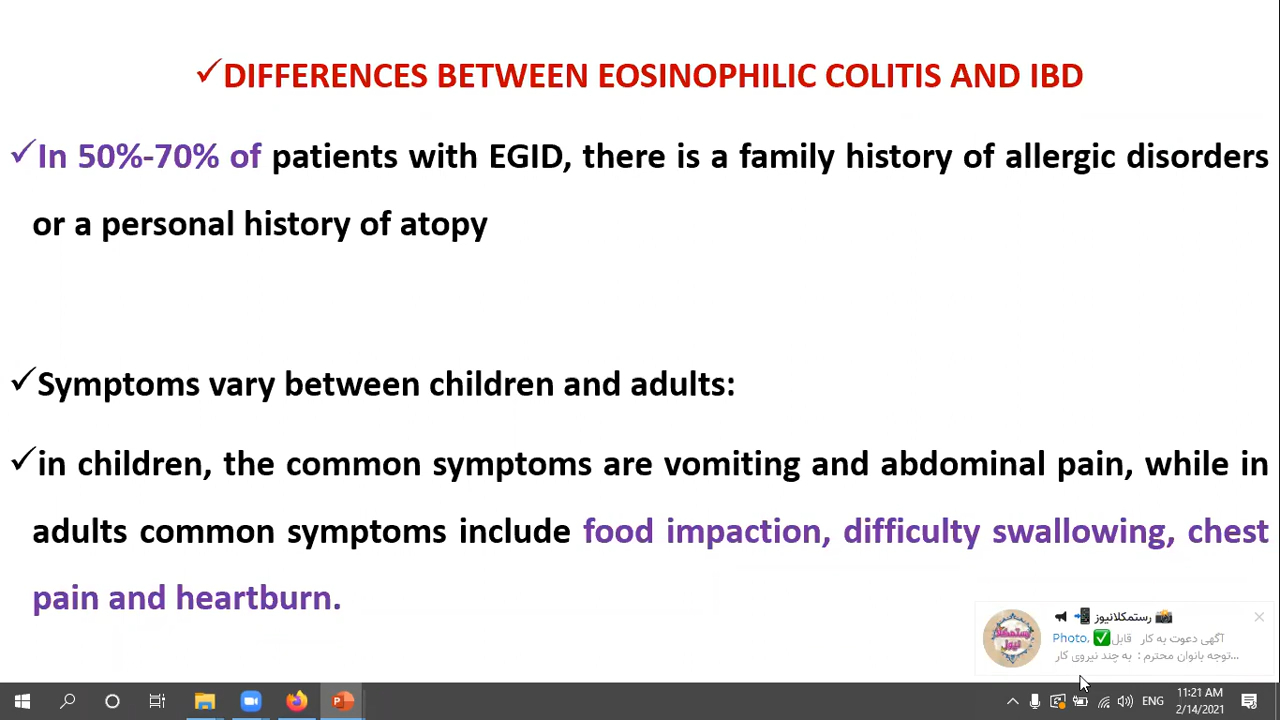 ✓DIFFERENCES BETWEEN EOSINOPHILIC COLITIS AND IBD
✓In 50%-70% of patients with EGID, there is a family history of allergic disorders
or a personal history of atopy
✓Symptoms vary between children and adults:
✓in children, the common symptoms are vomiting and abdominal pain, while in
adults common symptoms include food impaction, difficulty swallowing, chest
pain and heartburn.
رستمکلانیوز
Photo, ✅قابل آگهی دعوت به کار
توجه بانوان محترم : به چند نیروی کار...
رستمکلا
نیوز
ENG
11:21 AM
2/14/2021